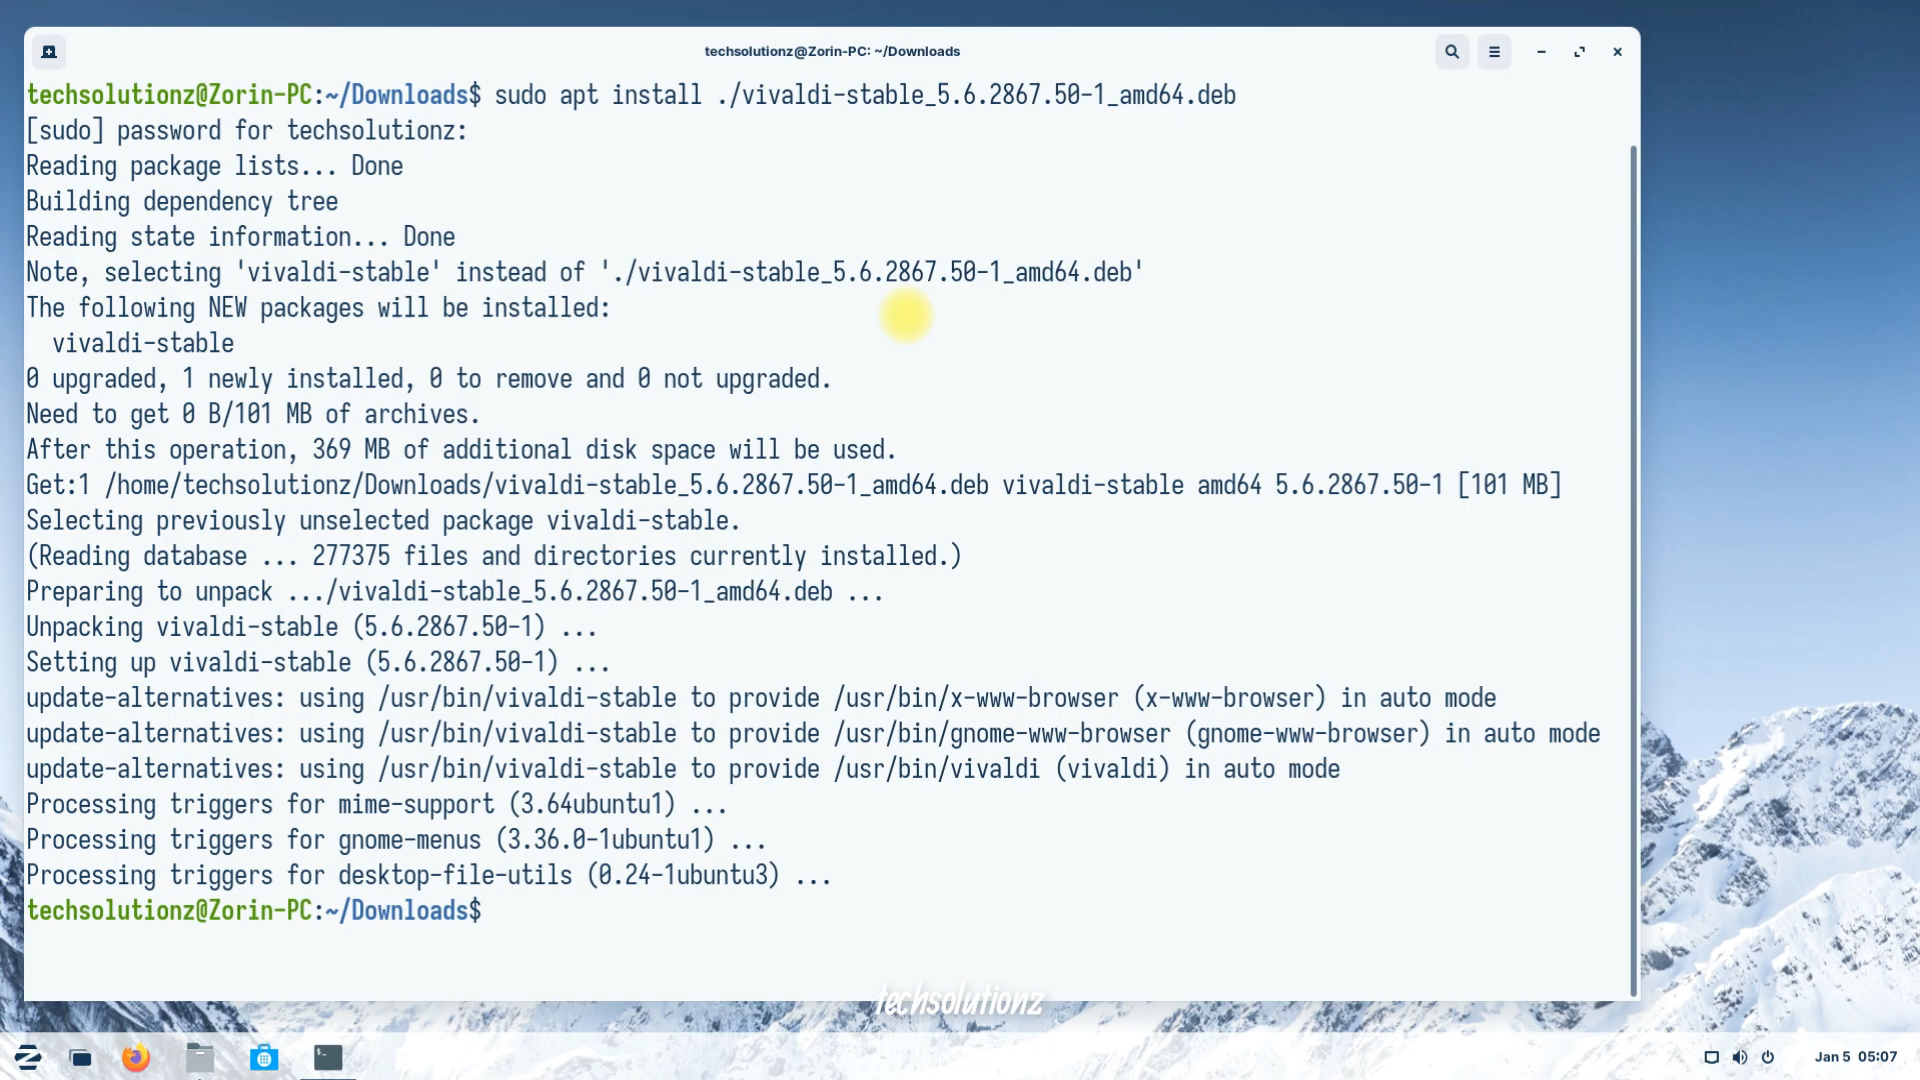 techsolutionz@Zorin-PC: ~/Downloads
techsolutionz@Zorin-PC:~/Downloads$ sudo apt install ./vivaldi-stable_5.6.2867.50-1_amd64.deb
[sudo] password for techsolutionz:
Reading package lists... Done
Building dependency tree
Reading state information... Done
Note, selecting 'vivaldi-stable' instead of './vivaldi-stable_5.6.2867.50-1_amd64.deb'
The following NEW packages will be installed:
  vivaldi-stable
0 upgraded, 1 newly installed, 0 to remove and 0 not upgraded.
Need to get 0 B/101 MB of archives.
After this operation, 369 MB of additional disk space will be used.
Get:1 /home/techsolutionz/Downloads/vivaldi-stable_5.6.2867.50-1_amd64.deb vivaldi-stable amd64 5.6.2867.50-1 [101 MB]
Selecting previously unselected package vivaldi-stable.
(Reading database ... 277375 files and directories currently installed.)
Preparing to unpack .../vivaldi-stable_5.6.2867.50-1_amd64.deb ...
Unpacking vivaldi-stable (5.6.2867.50-1) ...
Setting up vivaldi-stable (5.6.2867.50-1) ...
update-alternatives: using /usr/bin/vivaldi-stable to provide /usr/bin/x-www-browser (x-www-browser) in auto mode
update-alternatives: using /usr/bin/vivaldi-stable to provide /usr/bin/gnome-www-browser (gnome-www-browser) in auto mode
update-alternatives: using /usr/bin/vivaldi-stable to provide /usr/bin/vivaldi (vivaldi) in auto mode
Processing triggers for mime-support (3.64ubuntu1) ...
Processing triggers for gnome-menus (3.36.0-1ubuntu1) ...
Processing triggers for desktop-file-utils (0.24-1ubuntu3) ...
techsolutionz@Zorin-PC:~/Downloads$
techsolutionz
Jan 5 05:07